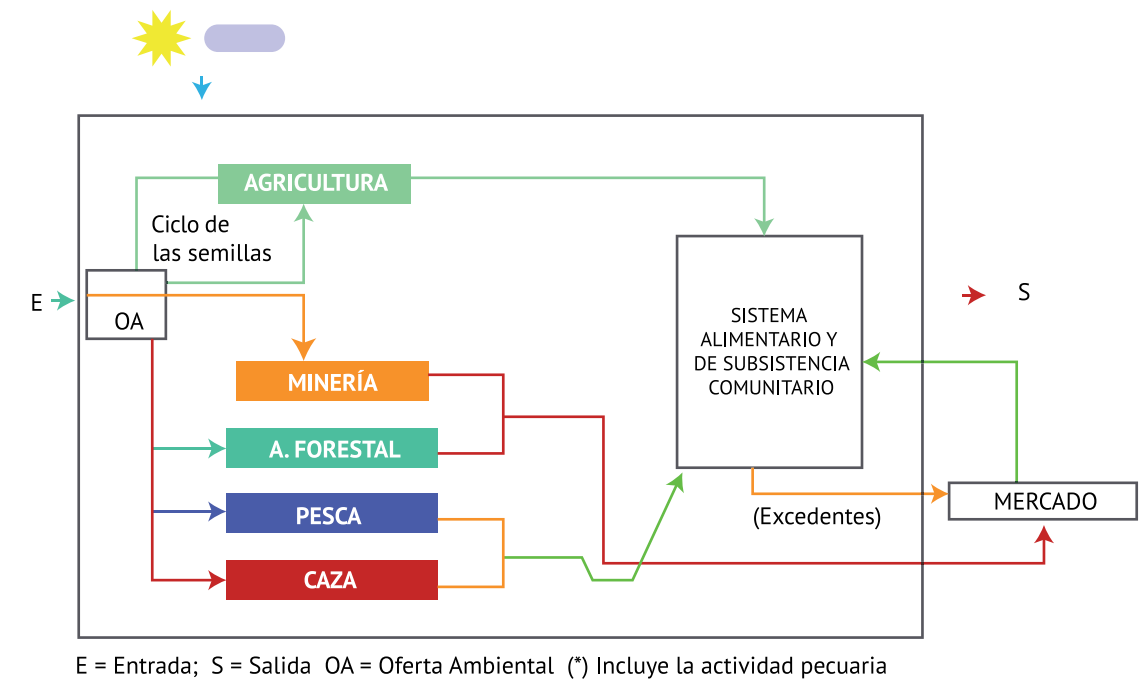 AGRICULTURA
Ciclo de
las semillas
E
OA
S
SISTEMA
ALIMENTARIO Y
DE SUBSISTENCIA
COMUNITARIO
MINERÍA
A. FORESTAL
PESCA
CAZA
(Excedentes)
MERCADO
E = Entrada; S = Salida OA = Oferta Ambiental (*) Incluye la actividad pecuaria